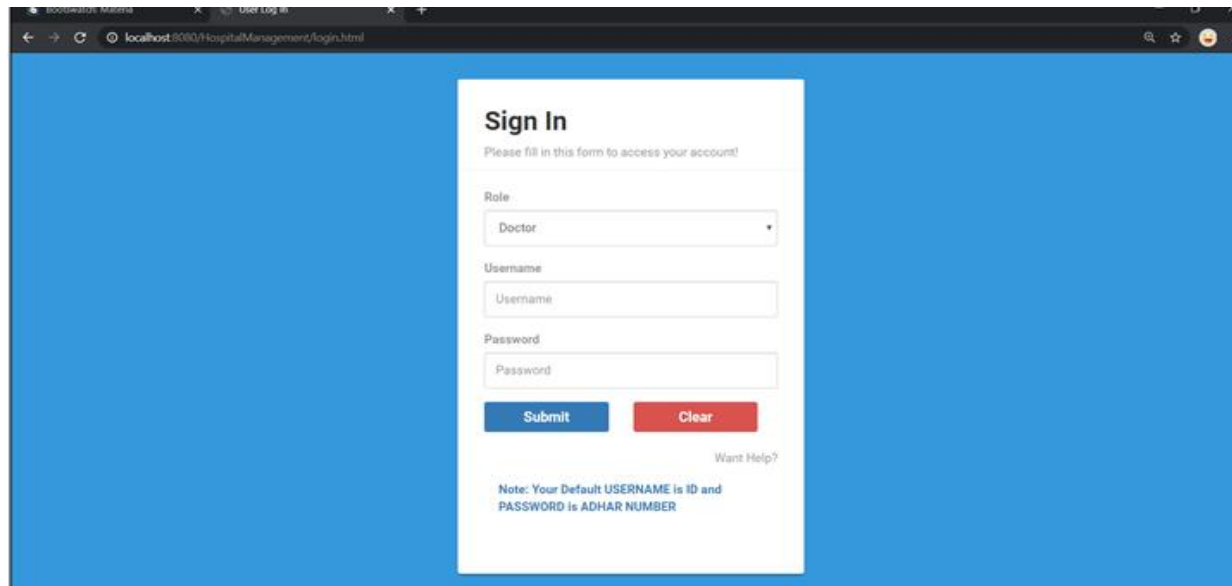 Bootswatch: Materia
User Log In
localhost:8080/HospitalManagement/login.html
Sign In
Please fill in this form to access your account!
Role
Doctor
Username
Username
Password
Password
Submit Clear
Want Help?
Note: Your Default USERNAME is ID and
PASSWORD is ADHAR NUMBER